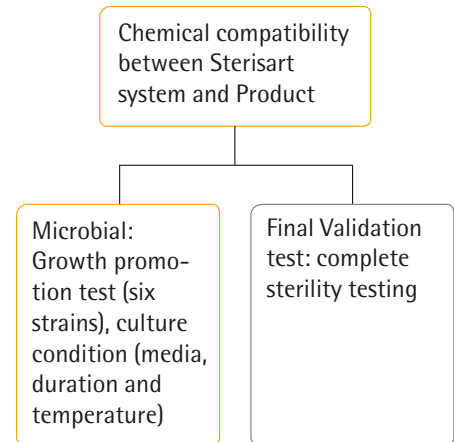 Chemical compatibility
between Sterisart
system and Product
Microbial:
Growth promo-
tion test (six
strains), culture
condition (media,
duration and
temperature)
Final Validation
test: complete
sterility testing